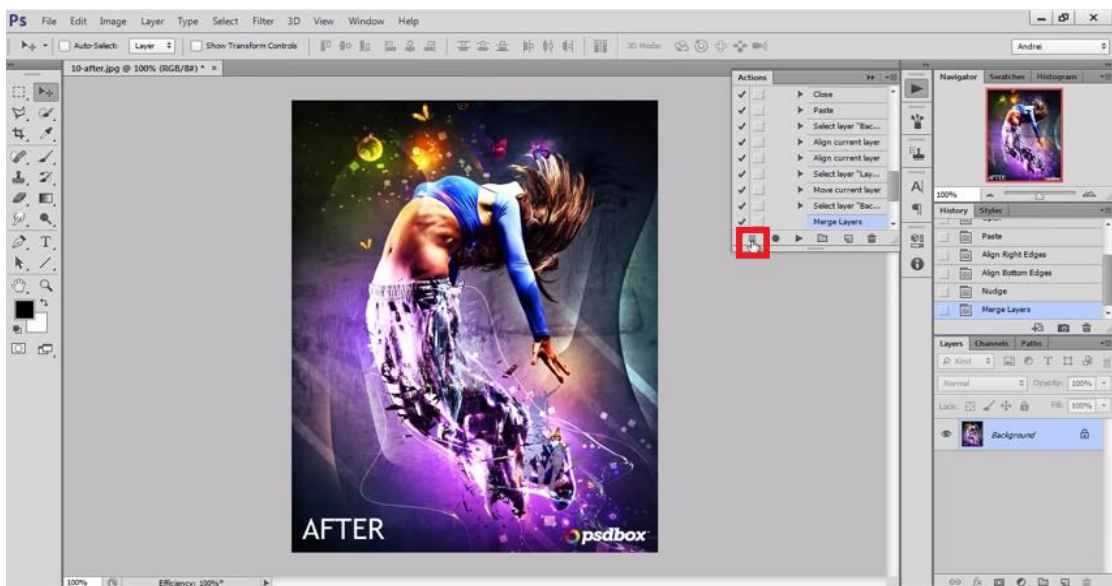 Ps File Edit Image Layer Type Select Filter 3D View Window Help
Auto-Select: Layer Show Transform Controls 3D Mode: Andrei
10-after.jpg @ 100% (RGB/8#) * ×
Actions
Close
Paste
Select layer "Bac...
Align current layer
Align current layer
Select layer "Lay...
Move current layer
Select layer "Bac...
Merge Layers
Navigator Swatches Histogram
AFTER
100%
History Styles
Open
Paste
Align Right Edges
Align Bottom Edges
Nudge
Merge Layers
Layers Channels Paths
Kind
Normal Opacity: 100%
Lock: Fill: 100%
Background
AFTER
psdbox
100% Efficiency: 100%*